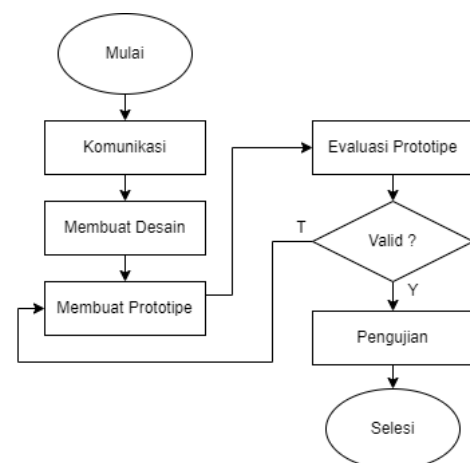 Mulai
Komunikasi
Membuat Desain
Membuat Prototipe
Evaluasi Prototipe
T
Valid ?
Y
Pengujian
Selesi